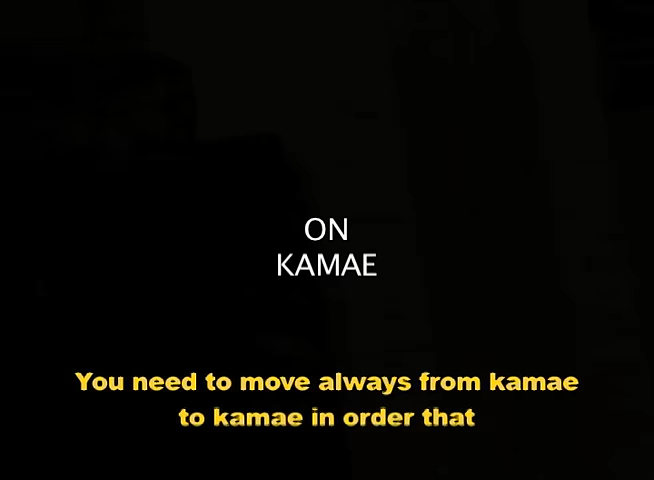 ON
KAMAE
You need to move always from kamae
to kamae in order that